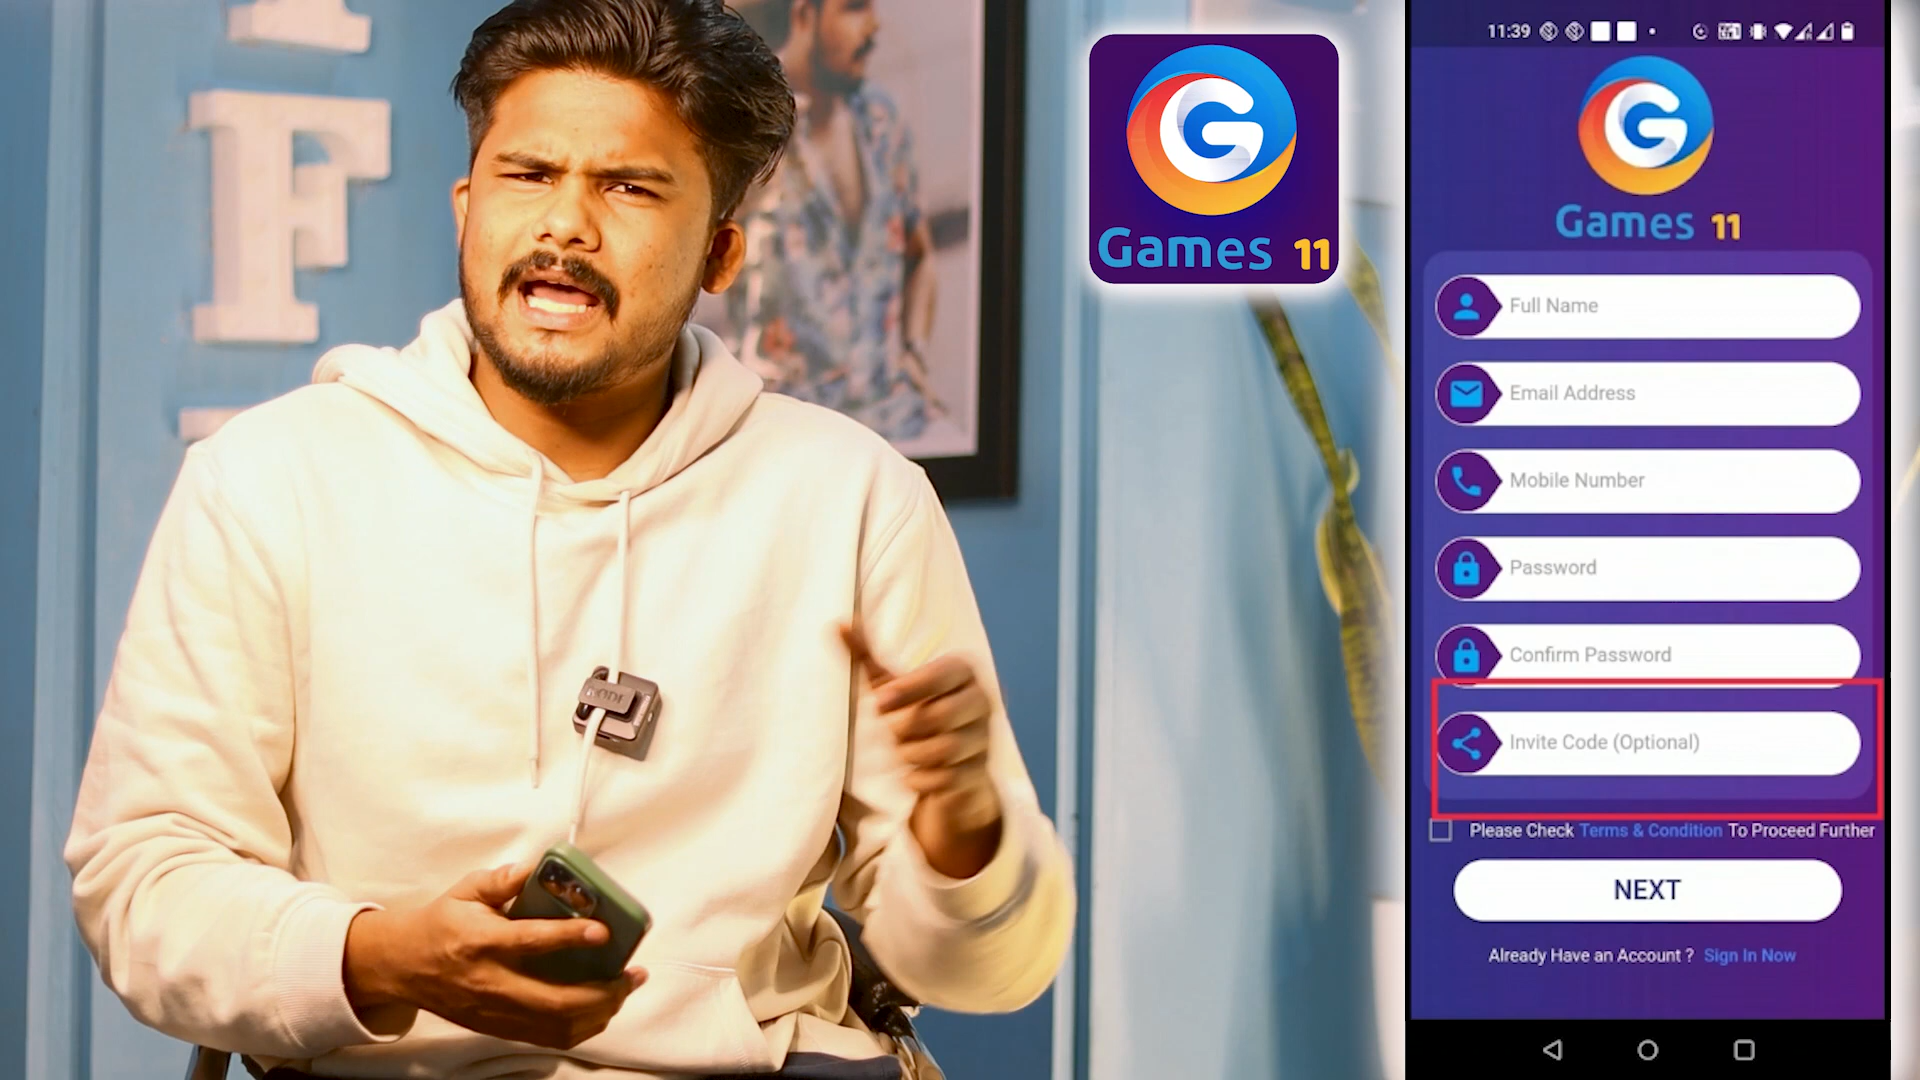 F
Games 11
11:39
Games 11
Full Name
Email Address
Mobile Number
Password
Confirm Password
Invite Code (Optional)
Please Check Terms & Condition To Proceed Further
NEXT
Already Have an Account ? Sign In Now